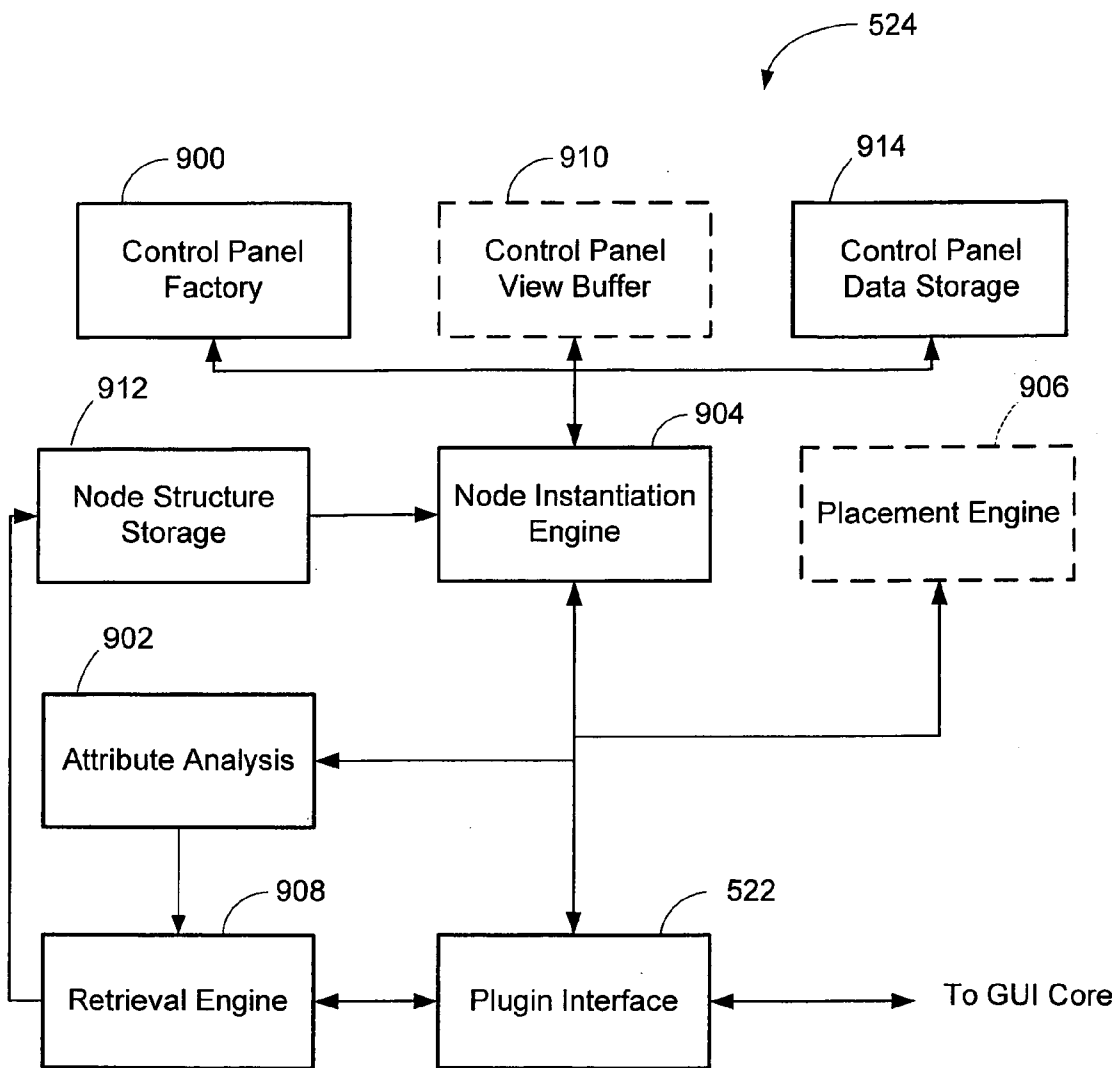 524
900
910
914
Control Panel
Factory
Control Panel
View Buffer
Control Panel
Data Storage
912
904
906
Node Structure
Storage
Node Instantiation
Engine
Placement Engine
902
Attribute Analysis
908
522
Retrieval Engine
Plugin Interface
To GUI Core